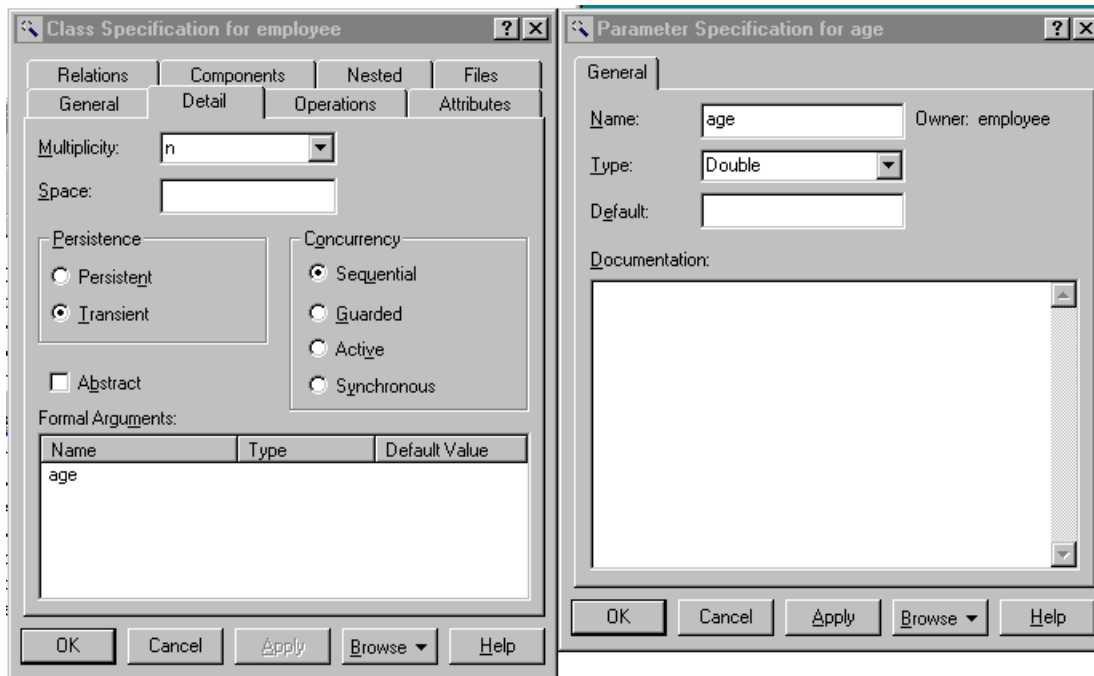 Class Specification for employee
Relations Components Nested Files
General Detail Operations Attributes
Multiplicity: n
Space:
Persistence
Persistent
Transient
Concurrency
Sequential
Guarded
Active
Synchronous
Abstract
Formal Arguments:
Name Type Default Value
age
OK Cancel Apply Browse Help
Parameter Specification for age
General
Name: age Owner: employee
Type: Double
Default:
Documentation:
OK Cancel Apply Browse Help